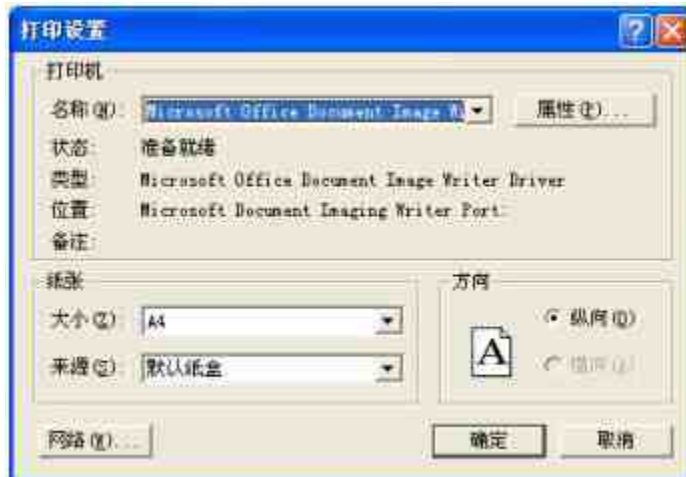 打印设置
打印机
名称(N): Microsoft Office Document Image W
属性(P)...
状态: 准备就绪
类型: Microsoft Office Document Image Writer Driver
位置: Microsoft Document Imaging Writer Port:
备注:
纸张
大小(Z): A4
来源(S): 默认纸盒
方向
A
纵向(O)
横向(A)
网络(W)...
确定
取消